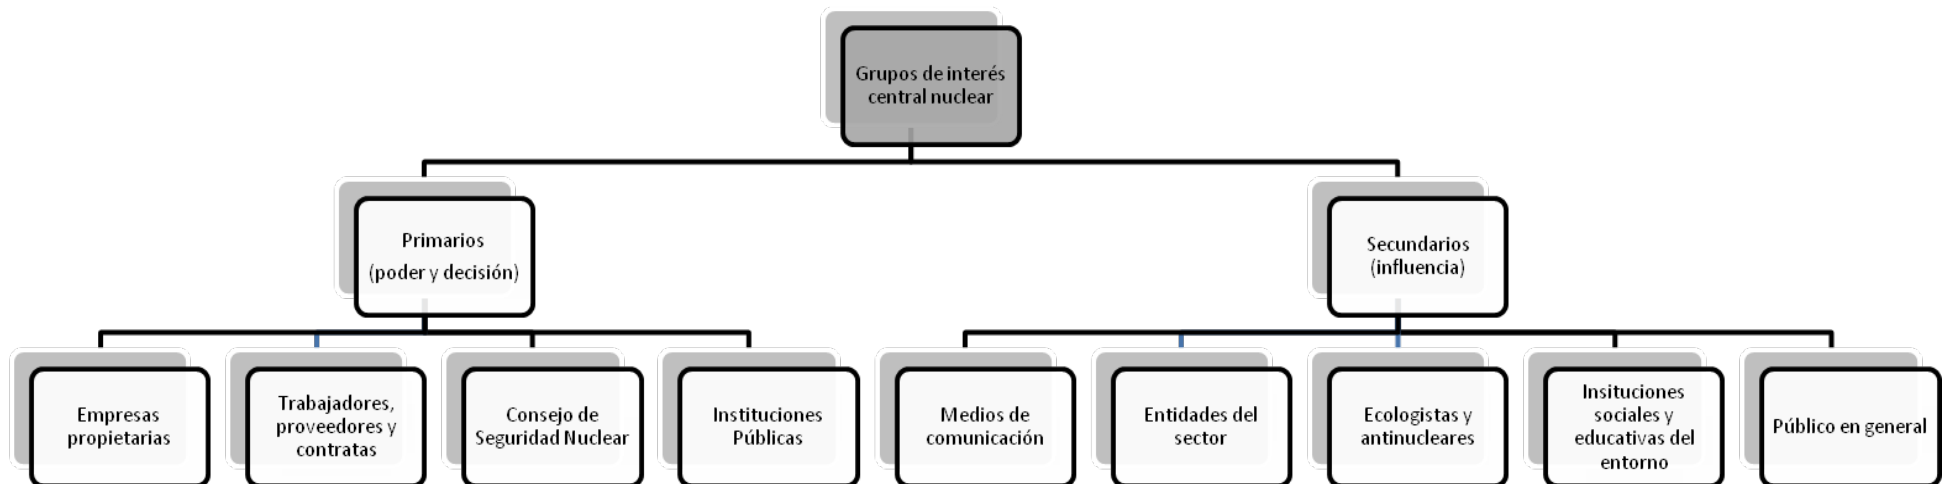 Grupos de interés
central nuclear
Primarios
(poder y decisión)
Secundarios
(influencia)
Empresas
propietarias
Trabajadores,
proveedores y
contratas
Consejo de
Seguridad Nuclear
Instituciones
Públicas
Medios de
comunicación
Entidades del
sector
Ecologistas y
antinucleares
Insituciones
sociales y
educativas del
entorno
Público en general